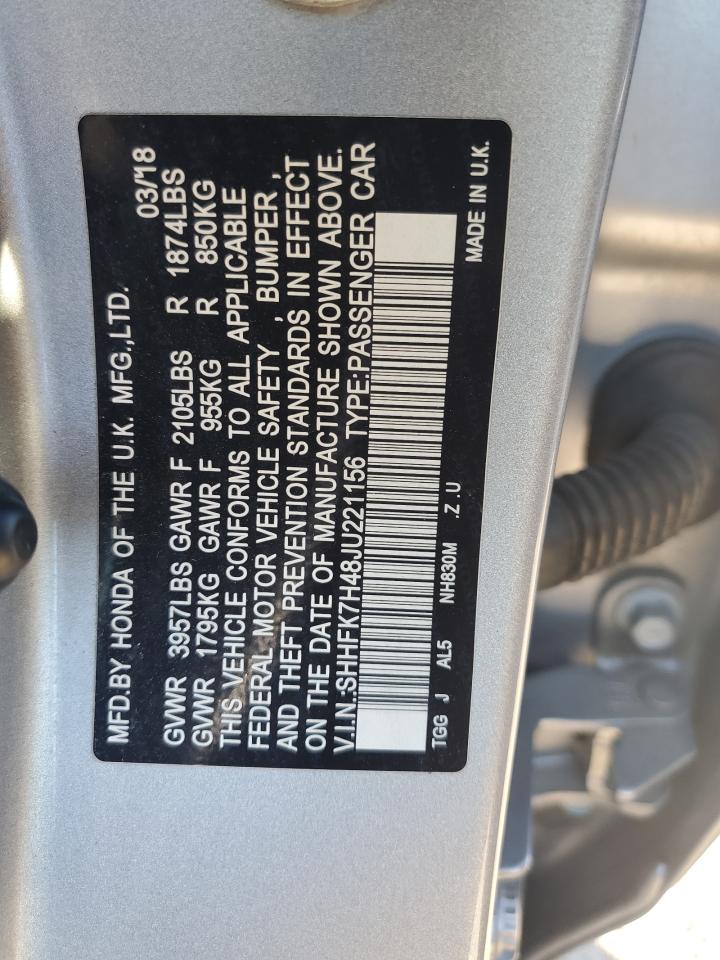 MFD.BY HONDA OF THE U.K. MFG.,LTD. 03/18
GVWR 3957LBS GAWR F 2105LBS R 1874LBS
GVWR 1795KG GAWR F 955KG R 850KG
THIS VEHICLE CONFORMS TO ALL APPLICABLE
FEDERAL MOTOR VEHICLE SAFETY , BUMPER ,
AND THEFT PREVENTION STANDARDS IN EFFECT
ON THE DATE OF MANUFACTURE SHOWN ABOVE.
V.I.N.:SHHFK7H48JU221156 TYPE:PASSENGER CAR
TGG J AL5 NH830M .Z .U
MADE IN U.K.